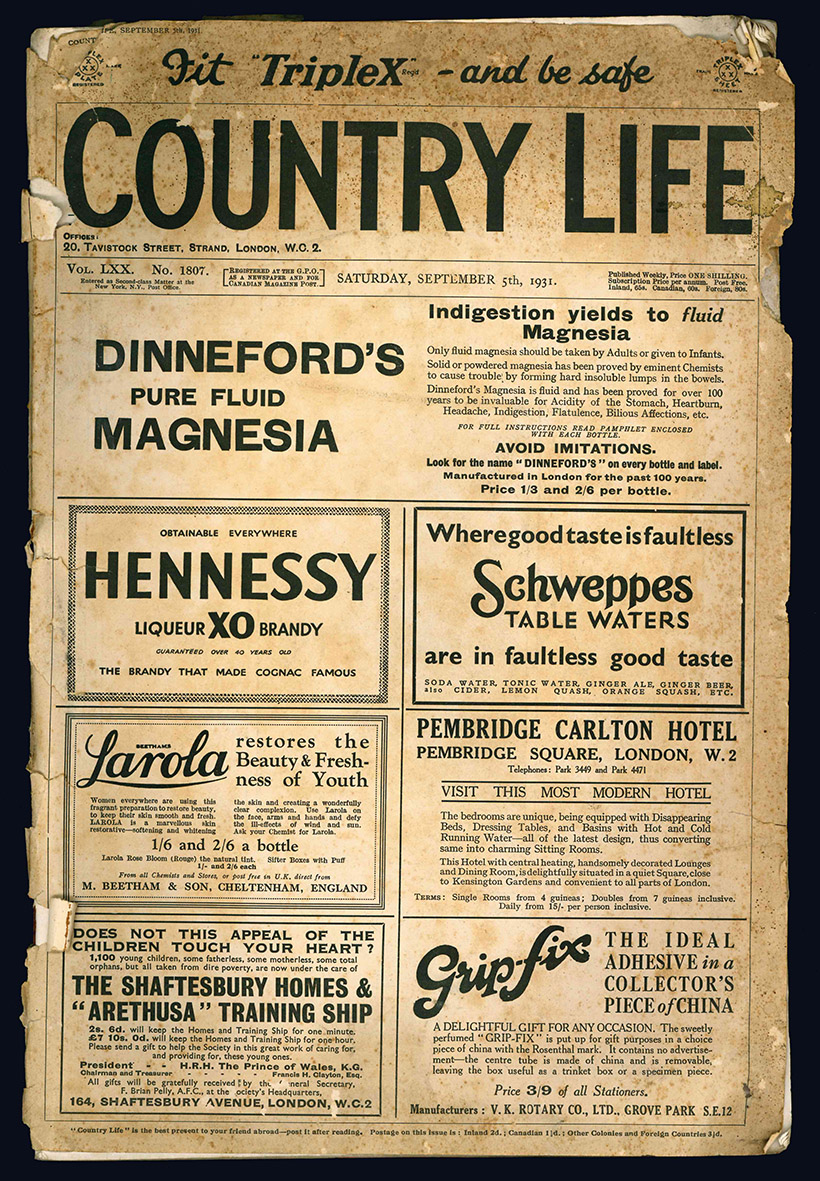 COUNT
IFE, SEPTEMBER 5th, 1931.
TRIPLEX PLATE
REGISTERED
Fit "TripleX" Regd - and be safe
TRADE
TRIPLEX SHEET
REGISTERED
COUNTRY LIFE
OFFICES:
20, TAVISTOCK STREET, STRAND, LONDON, W.C. 2.
VOL. LXX. No. 1807.
Entered as Second-class Matter at the
New York, N.Y., Post Office.
REGISTERED AT THE G.P.O.
AS A NEWSPAPER AND FOR
CANADIAN MAGAZINE POST.
SATURDAY, SEPTEMBER 5th, 1931.
Published Weekly, Price ONE SHILLING.
Subscription Price per annum. Post Free.
Inland, 65s. Canadian, 60s. Foreign, 80s.
DINNEFORD'S
PURE FLUID
MAGNESIA
Indigestion yields to fluid
Magnesia
Only fluid magnesia should be taken by Adults or given to Infants.
Solid or powdered magnesia has been proved by eminent Chemists
to cause trouble by forming hard insoluble lumps in the bowels.
Dinneford's Magnesia is fluid and has been proved for over 100
years to be invaluable for Acidity of the Stomach, Heartburn,
Headache, Indigestion, Flatulence, Bilious Affections, etc.
FOR FULL INSTRUCTIONS READ PAMPHLET ENCLOSED
WITH EACH BOTTLE.
AVOID IMITATIONS.
Look for the name "DINNEFORD'S" on every bottle and label.
Manufactured in London for the past 100 years.
Price 1/3 and 2/6 per bottle.
OBTAINABLE EVERYWHERE
HENNESSY
LIQUEUR XO BRANDY
GUARANTEED OVER 40 YEARS OLD
THE BRANDY THAT MADE COGNAC FAMOUS
Where good taste is faultless
Schweppes
TABLE WATERS
are in faultless good taste
SODA WATER, TONIC WATER, GINGER ALE, GINGER BEER,
also CIDER, LEMON QUASH, ORANGE SQUASH, ETC.
BEETHAM'S
Larola
restores the
Beauty & Fresh-
ness of Youth
Women everywhere are using this
fragrant preparation to restore beauty,
to keep their skin smooth and fresh.
LAROLA is a marvellous skin
restorative—softening and whitening
the skin and creating a wonderfully
clear complexion. Use Larola on
the face, arms and hands and defy
the ill-effects of wind and sun.
Ask your Chemist for Larola.
1/6 and 2/6 a bottle
Larola Rose Bloom (Rouge) the natural tint, Sifter Boxes with Puff
1/- and 2/6 each
From all Chemists and Stores, or post free in U.K. direct from
M. BEETHAM & SON, CHELTENHAM, ENGLAND
PEMBRIDGE CARLTON HOTEL
PEMBRIDGE SQUARE, LONDON, W.2
Telephones: Park 3449 and Park 4471
VISIT THIS MOST MODERN HOTEL
The bedrooms are unique, being equipped with Disappearing
Beds, Dressing Tables, and Basins with Hot and Cold
Running Water—all of the latest design, thus converting
same into charming Sitting Rooms.
This Hotel with central heating, handsomely decorated Lounges
and Dining Room, is delightfully situated in a quiet Square, close
to Kensington Gardens and convenient to all parts of London.
TERMS: Single Rooms from 4 guineas; Doubles from 7 guineas inclusive.
Daily from 15/- per person inclusive.
DOES NOT THIS APPEAL OF THE
CHILDREN TOUCH YOUR HEART?
1,100 young children, some fatherless, some motherless, some total
orphans, but all taken from dire poverty, are now under the care of
THE SHAFTESBURY HOMES &
"ARETHUSA" TRAINING SHIP
2s. 6d. will keep the Homes and Training Ship for one minute.
£7 10s. 0d. will keep the Homes and Training Ship for one hour.
Please send a gift to help the Society in this great work of caring for,
and providing for, these young ones.
President - - H.R.H. The Prince of Wales, K.G.
Chairman and Treasurer - - - - Francis H. Clayton, Esq.
All gifts will be gratefully received by the neral Secretary,
F. Brian Pelly, A.F.C., at the ociety's Headquarters,
164, SHAFTESBURY AVENUE, LONDON, W.C.2
Grip-fix
THE IDEAL
ADHESIVE in a
COLLECTOR'S
PIECE of CHINA
A DELIGHTFUL GIFT FOR ANY OCCASION. The sweetly
perfumed "GRIP-FIX" is put up for gift purposes in a choice
piece of china with the Rosenthal mark. It contains no advertise-
ment—the centre tube is made of china and is removable,
leaving the box useful as a trinket box or a specimen piece.
Price 3/9 of all Stationers.
Manufacturers: V. K. ROTARY CO., LTD., GROVE PARK S.E.12
"Country Life" is the best present to your friend abroad—post it after reading. Postage on this issue is: Inland 2d.; Canadian 1½d.; Other Colonies and Foreign Countries 3½d.